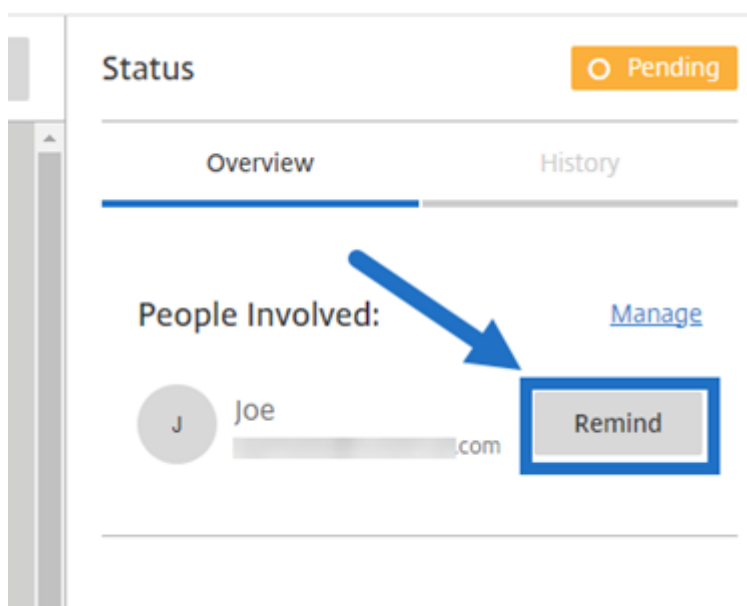 Status
Pending
Overview
History
People Involved:
Manage
J
Joe
.com
Remind